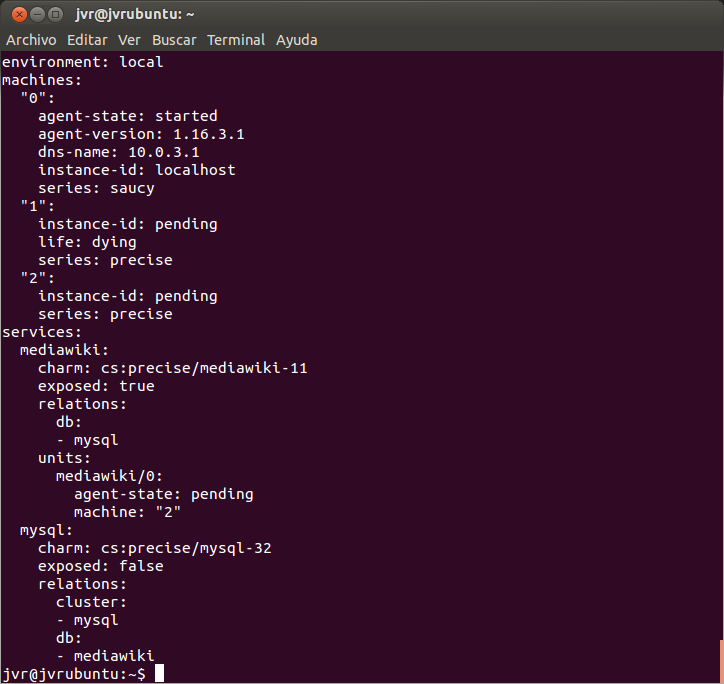 jvr@jvrubuntu: ~
Archivo Editar Ver Buscar Terminal Ayuda
environment: local
machines:
  "0":
    agent-state: started
    agent-version: 1.16.3.1
    dns-name: 10.0.3.1
    instance-id: localhost
    series: saucy
  "1":
    instance-id: pending
    life: dying
    series: precise
  "2":
    instance-id: pending
    series: precise
services:
  mediawiki:
    charm: cs:precise/mediawiki-11
    exposed: true
    relations:
      db:
      - mysql
    units:
      mediawiki/0:
        agent-state: pending
        machine: "2"
  mysql:
    charm: cs:precise/mysql-32
    exposed: false
    relations:
      cluster:
      - mysql
      db:
      - mediawiki
jvr@jvrubuntu:~$